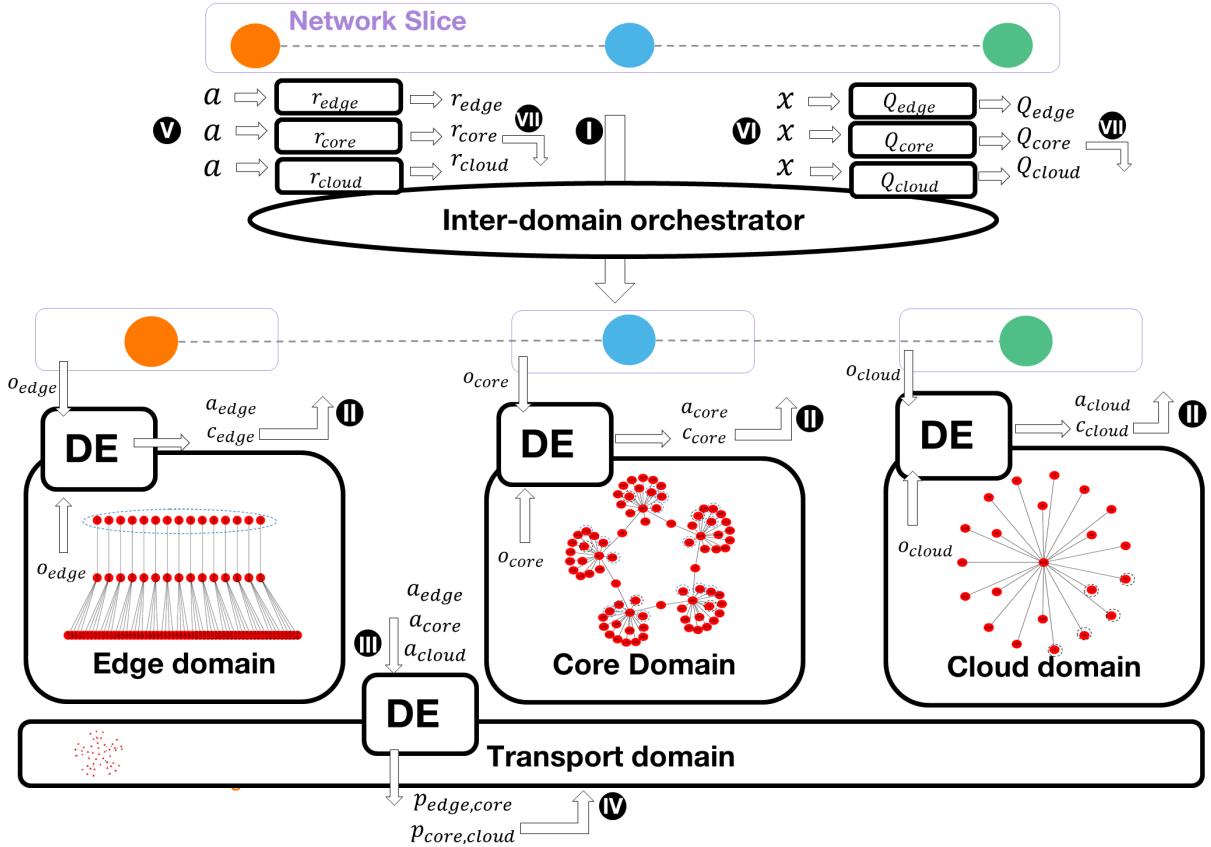 Network Slice
V
a r_edge r_edge
a r_core r_core
a r_cloud r_cloud
VII
I
VI
x Q_edge Q_edge
x Q_core Q_core
x Q_cloud Q_cloud
VII
Inter-domain orchestrator
o_edge
DE
a_edge
c_edge
II
o_edge
Edge domain
o_core
DE
a_core
c_core
II
o_core
Core Domain
o_cloud
DE
a_cloud
c_cloud
II
o_cloud
Cloud domain
III
a_edge
a_core
a_cloud
DE
Transport domain
p_edge,core
p_core,cloud
IV